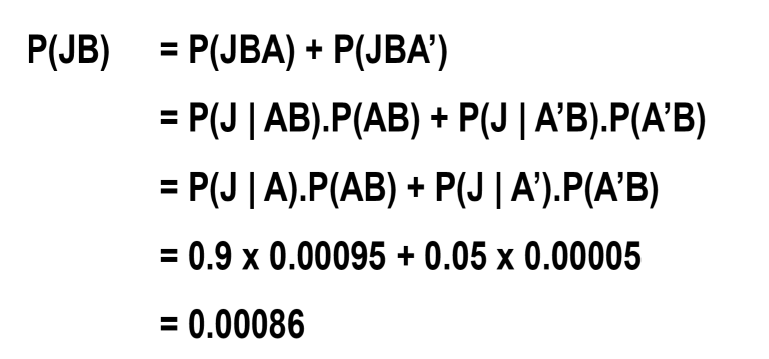 P(JB) = P(JBA) + P(JBA’)
= P(J | AB).P(AB) + P(J | A’B).P(A’B)
= P(J | A).P(AB) + P(J | A’).P(A’B)
= 0.9 x 0.00095 + 0.05 x 0.00005
= 0.00086